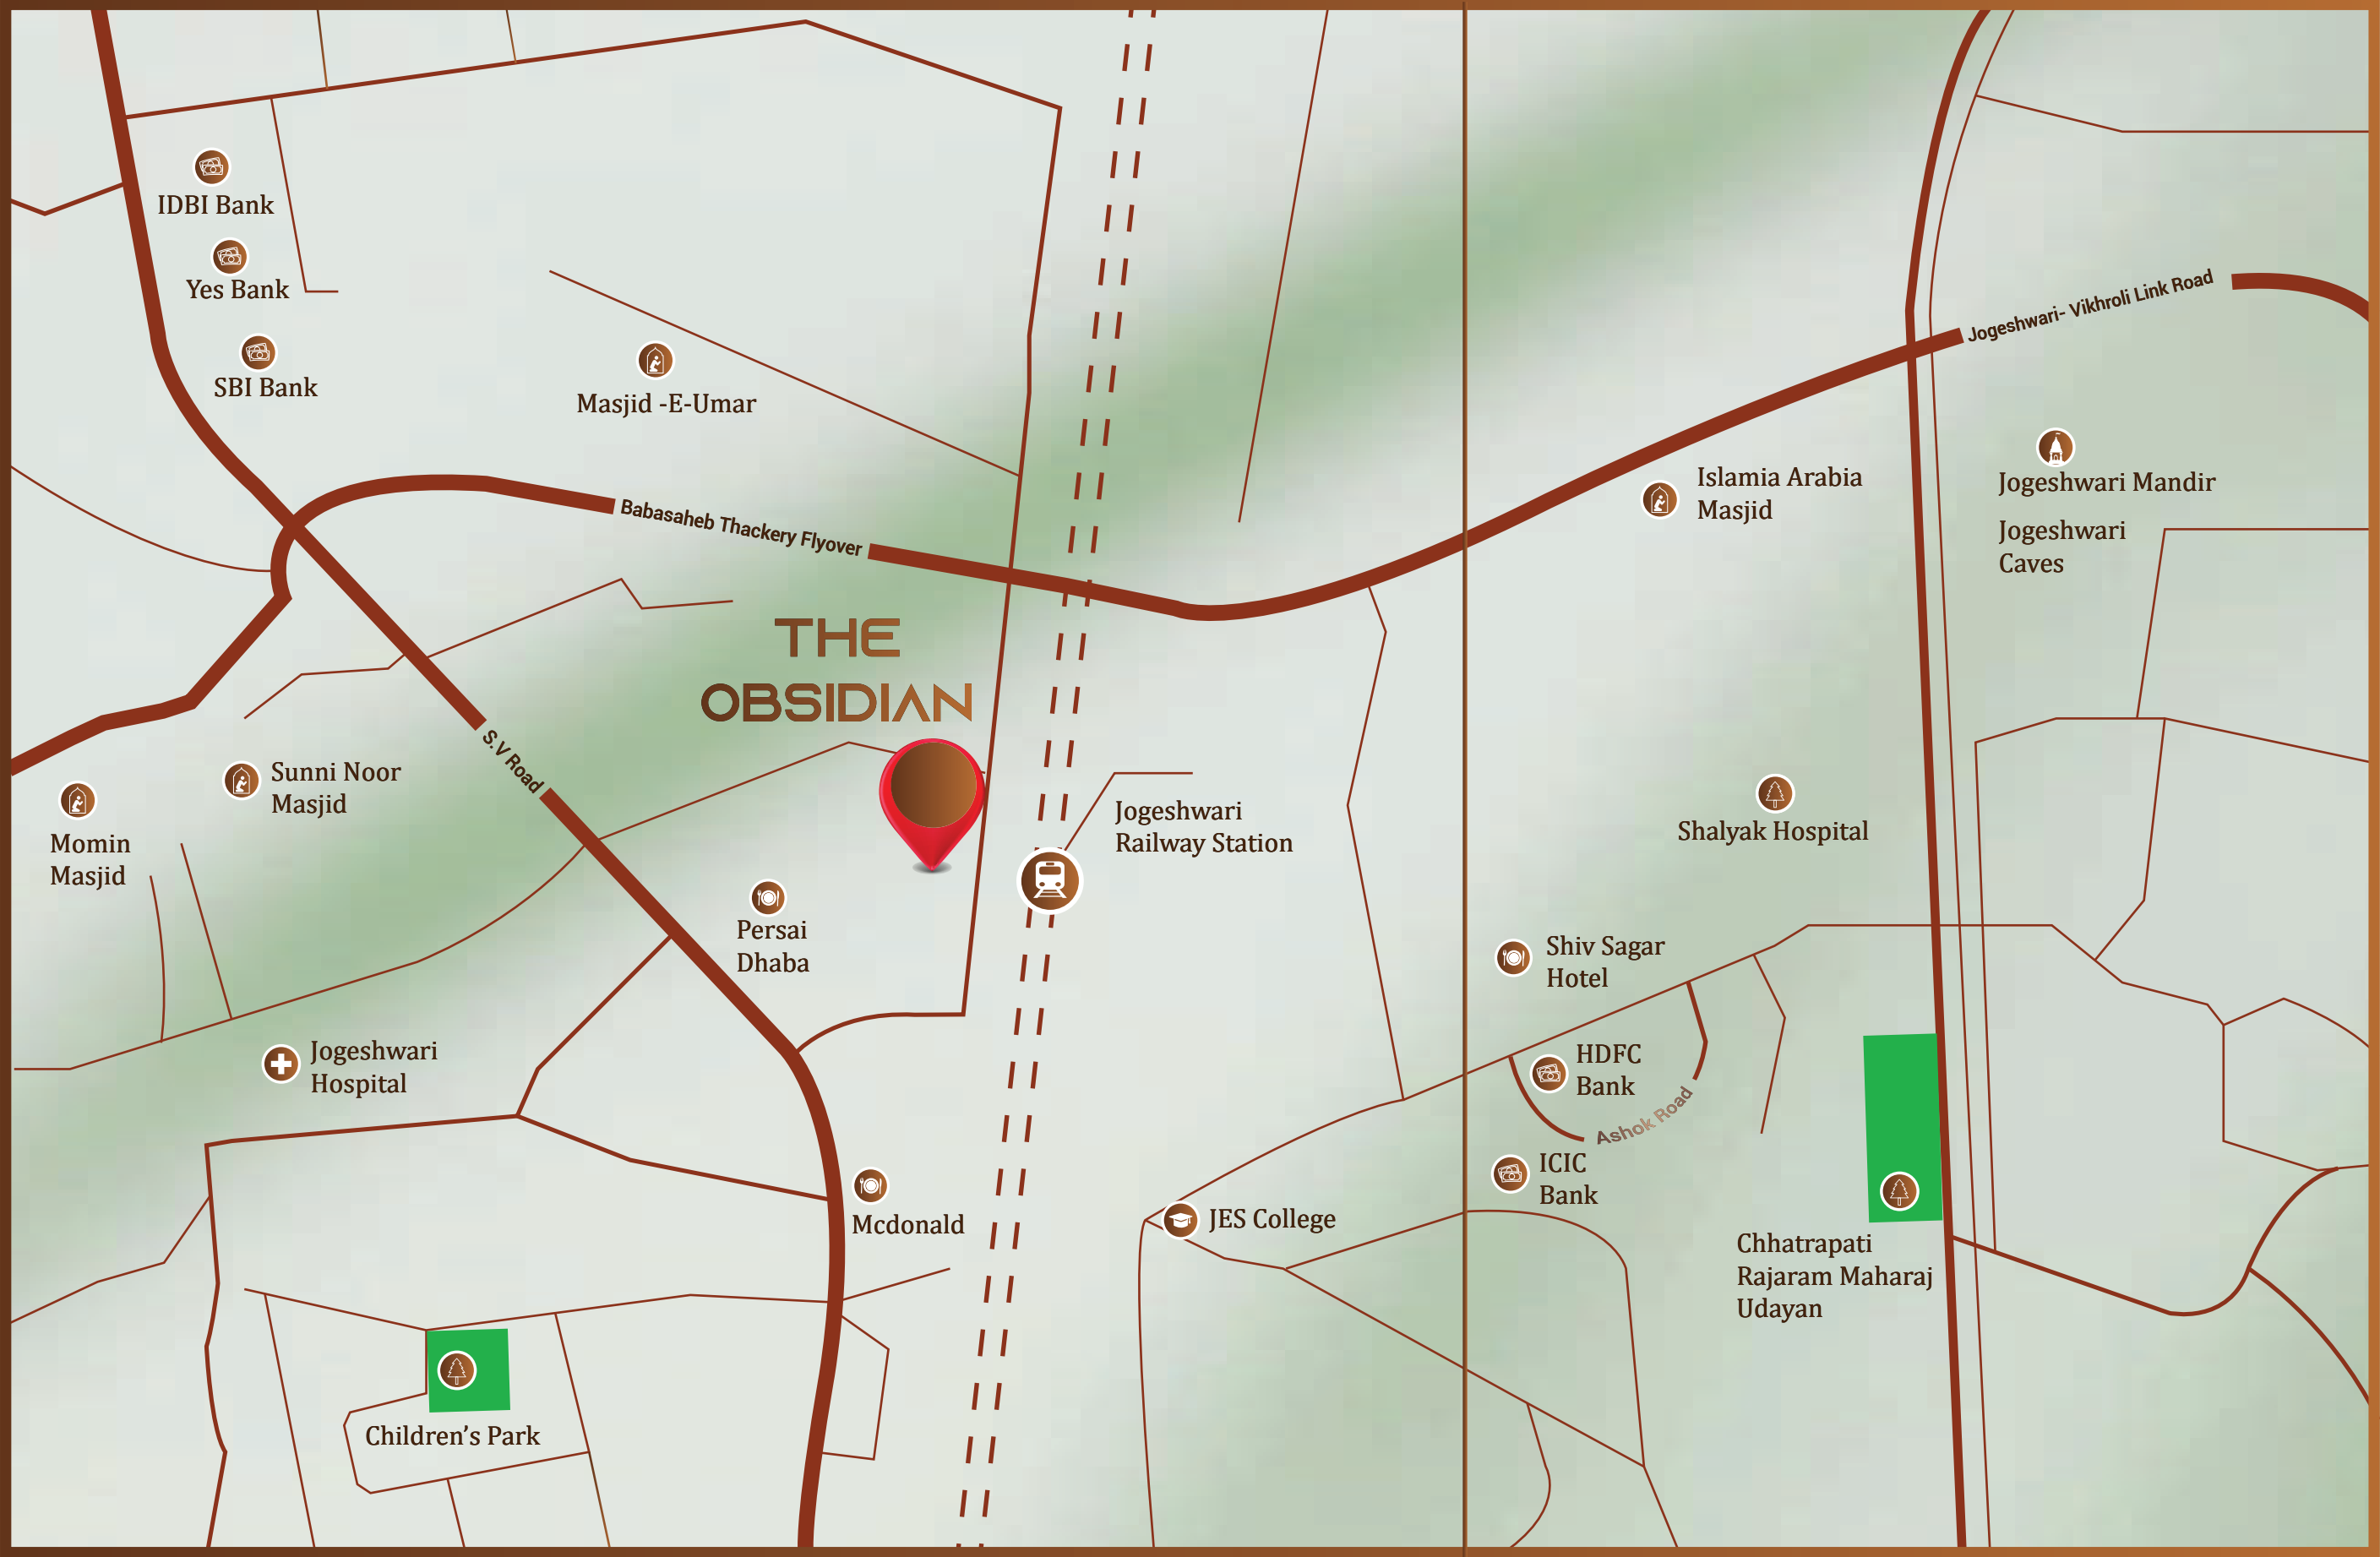 IDBI Bank
Yes Bank
SBI Bank
Masjid -E-Umar
Babasaheb Thackery Flyover
Jogeshwari- Vikhroli Link Road
Islamia Arabia
Masjid
Jogeshwari Mandir
Jogeshwari
Caves
THE
OBSIDIAN
S.V Road
Sunni Noor
Masjid
Momin
Masjid
Jogeshwari
Railway Station
Shalyak Hospital
Persai
Dhaba
Shiv Sagar
Hotel
Jogeshwari
Hospital
HDFC
Bank
Ashok Road
ICIC
Bank
Mcdonald
JES College
Chhatrapati
Rajaram Maharaj
Udayan
Children’s Park